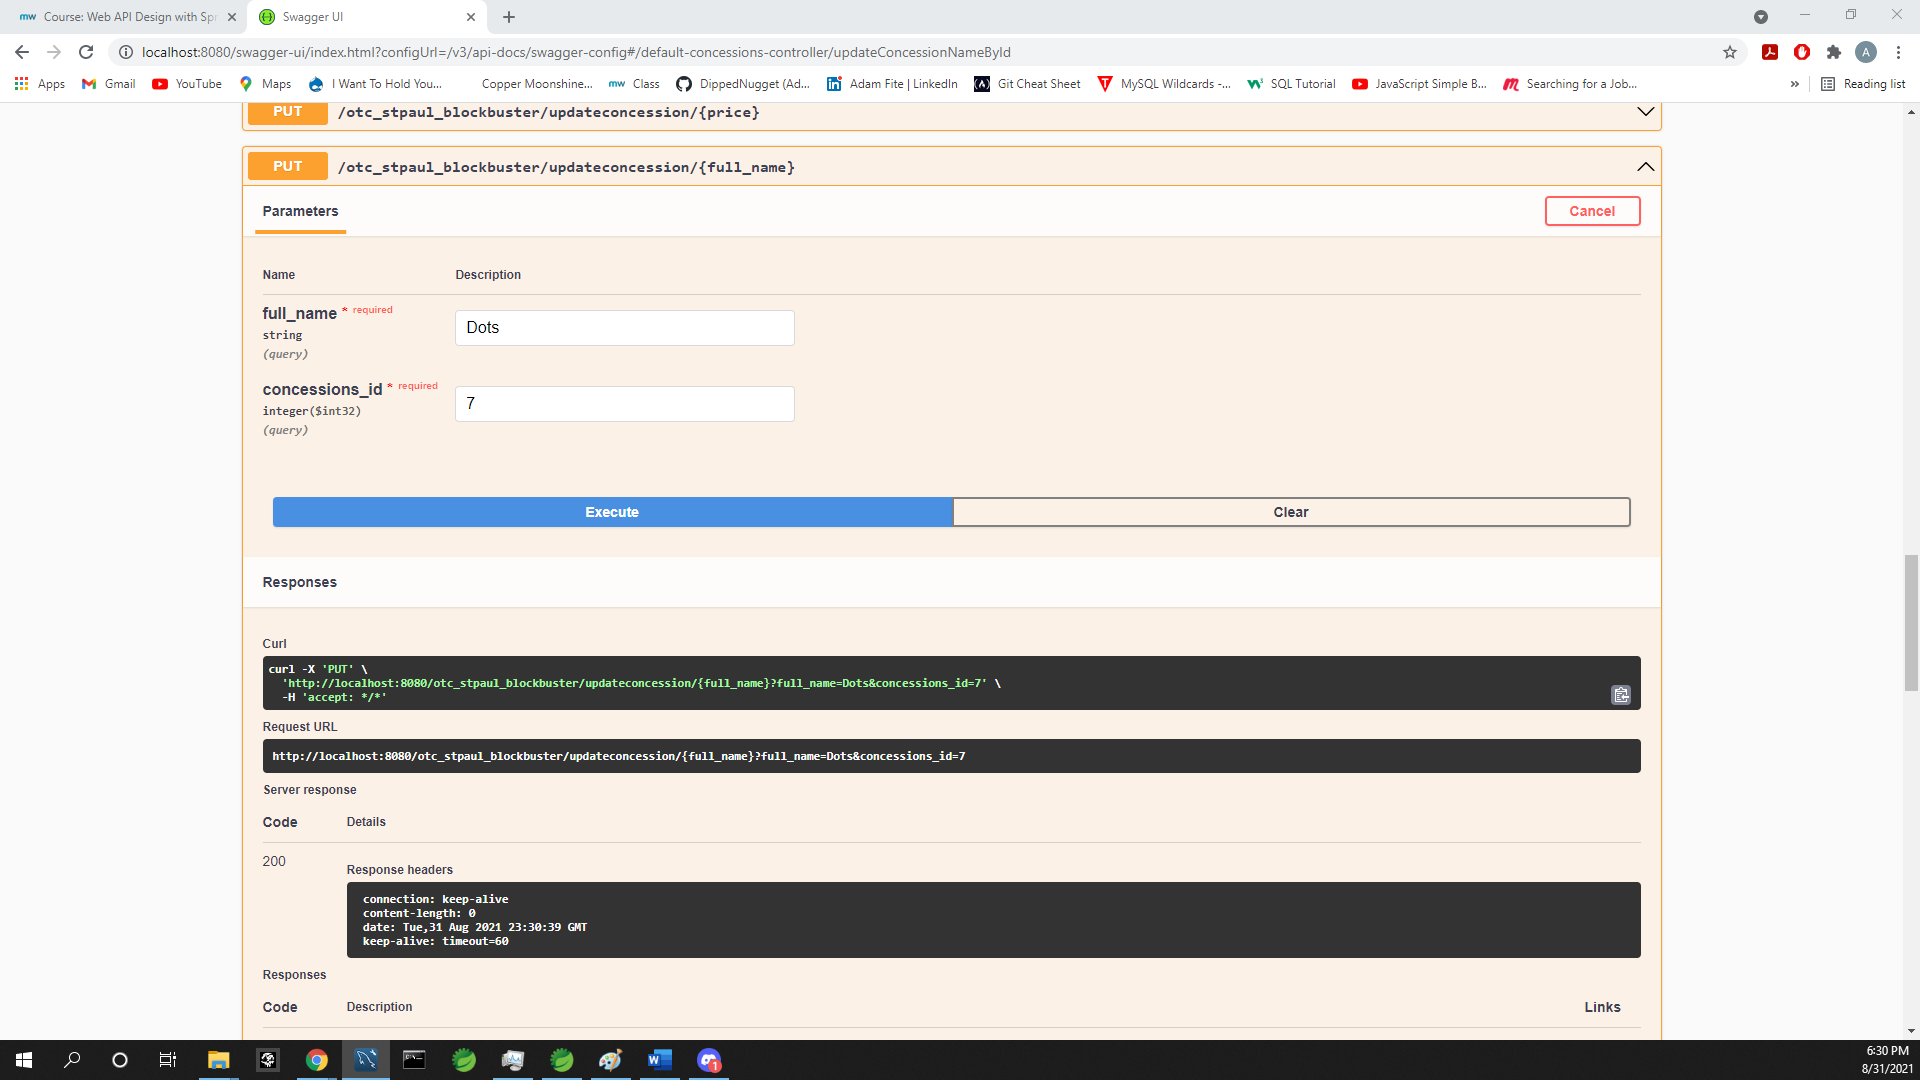 Course: Web API Design with Spr
Swagger UI
localhost:8080/swagger-ui/index.html?configUrl=/v3/api-docs/swagger-config#/default-concessions-controller/updateConcessionNameById
A
Apps
Gmail
YouTube
Maps
I Want To Hold You...
Copper Moonshine...
Class
DippedNugget (Ad...
Adam Fite | LinkedIn
Git Cheat Sheet
MySQL Wildcards -...
SQL Tutorial
JavaScript Simple B...
Searching for a Job...
»
Reading list
PUT /otc_stpaul_blockbuster/updateconcession/{price}
PUT /otc_stpaul_blockbuster/updateconcession/{full_name}
Parameters
Cancel
Name Description
full_name * required
string
(query)
Dots
concessions_id * required
integer($int32)
(query)
7
Execute
Clear
Responses
Curl
curl -X 'PUT' \
'http://localhost:8080/otc_stpaul_blockbuster/updateconcession/{full_name}?full_name=Dots&concessions_id=7' \
-H 'accept: */*'
Request URL
http://localhost:8080/otc_stpaul_blockbuster/updateconcession/{full_name}?full_name=Dots&concessions_id=7
Server response
Code Details
200
Response headers
connection: keep-alive
content-length: 0
date: Tue,31 Aug 2021 23:30:39 GMT
keep-alive: timeout=60
Responses
Code Description Links
6:30 PM
8/31/2021